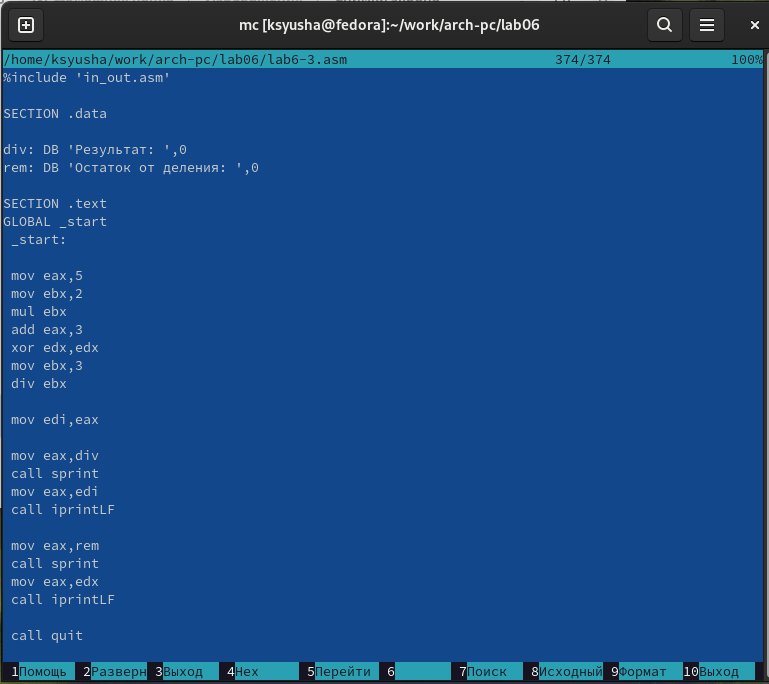 mc [ksyusha@fedora]:~/work/arch-pc/lab06
/home/ksyusha/work/arch-pc/lab06/lab6-3.asm 374/374 100%
%include 'in_out.asm'
SECTION .data
div: DB 'Результат: ',0
rem: DB 'Остаток от деления: ',0
SECTION .text
GLOBAL _start
_start:
mov eax,5
mov ebx,2
mul ebx
add eax,3
xor edx,edx
mov ebx,3
div ebx
mov edi,eax
mov eax,div
call sprint
mov eax,edi
call iprintLF
mov eax,rem
call sprint
mov eax,edx
call iprintLF
call quit
1Помощь 2Разверн 3Выход 4Hex 5Перейти 6 7Поиск 8Исходный 9Формат 10Выход